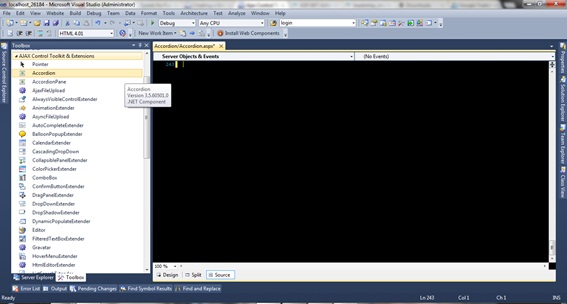 localhost_26184 - Microsoft Visual Studio (Administrator)
File Edit View Website Build Debug Team Data Format Tools Architecture Test Analyze Window Help
Debug Any CPU login
HTML 4.01 New Work Item Install Web Components
Toolbox
AJAX Control Toolkit & Extensions
Pointer
Accordion
AccordionPane
AjaxFileUpload
AlwaysVisibleControlExtender
AnimationExtender
AsyncFileUpload
AutoCompleteExtender
BalloonPopupExtender
CalendarExtender
CascadingDropDown
CollapsiblePanelExtender
ColorPickerExtender
ComboBox
ConfirmButtonExtender
DragPanelExtender
DropDownExtender
DropShadowExtender
DynamicPopulateExtender
Editor
FilteredTextBoxExtender
Gravatar
HoverMenuExtender
HtmlEditorExtender
Server Explorer Toolbox
Source Control Explorer
Accordion
Version 3.5.60501.0
.NET Component
Accordion/Accordion.aspx*
Server Objects & Events (No Events)
243
100 %
Design Split Source
Properties
Solution Explorer
Team Explorer
Class View
Error List Output Pending Changes Find Symbol Results Find and Replace
Ln 243 Col 1 Ch 1 INS